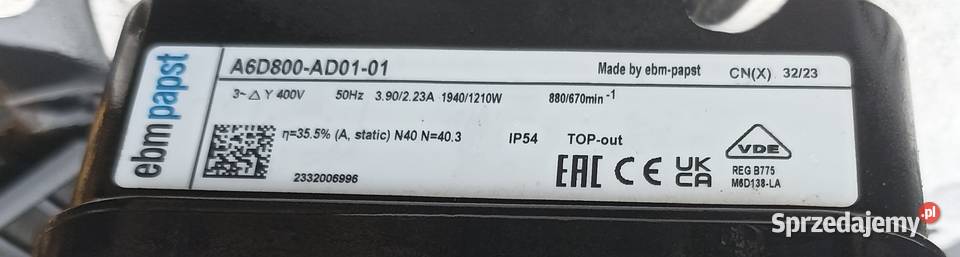 ebmpapst
A6D800-AD01-01
Made by ebm-papst
CN(X) 32/23
3~ △ Y 400V 50Hz 3.90/2.23A 1940/1210W 880/670min⁻¹
η=35.5% (A, static) N40 N=40.3 IP54 TOP-out
2332006996
EAC CE UKCA
VDE
REG B775
M6D138-LA
Sprzedajemy.pl